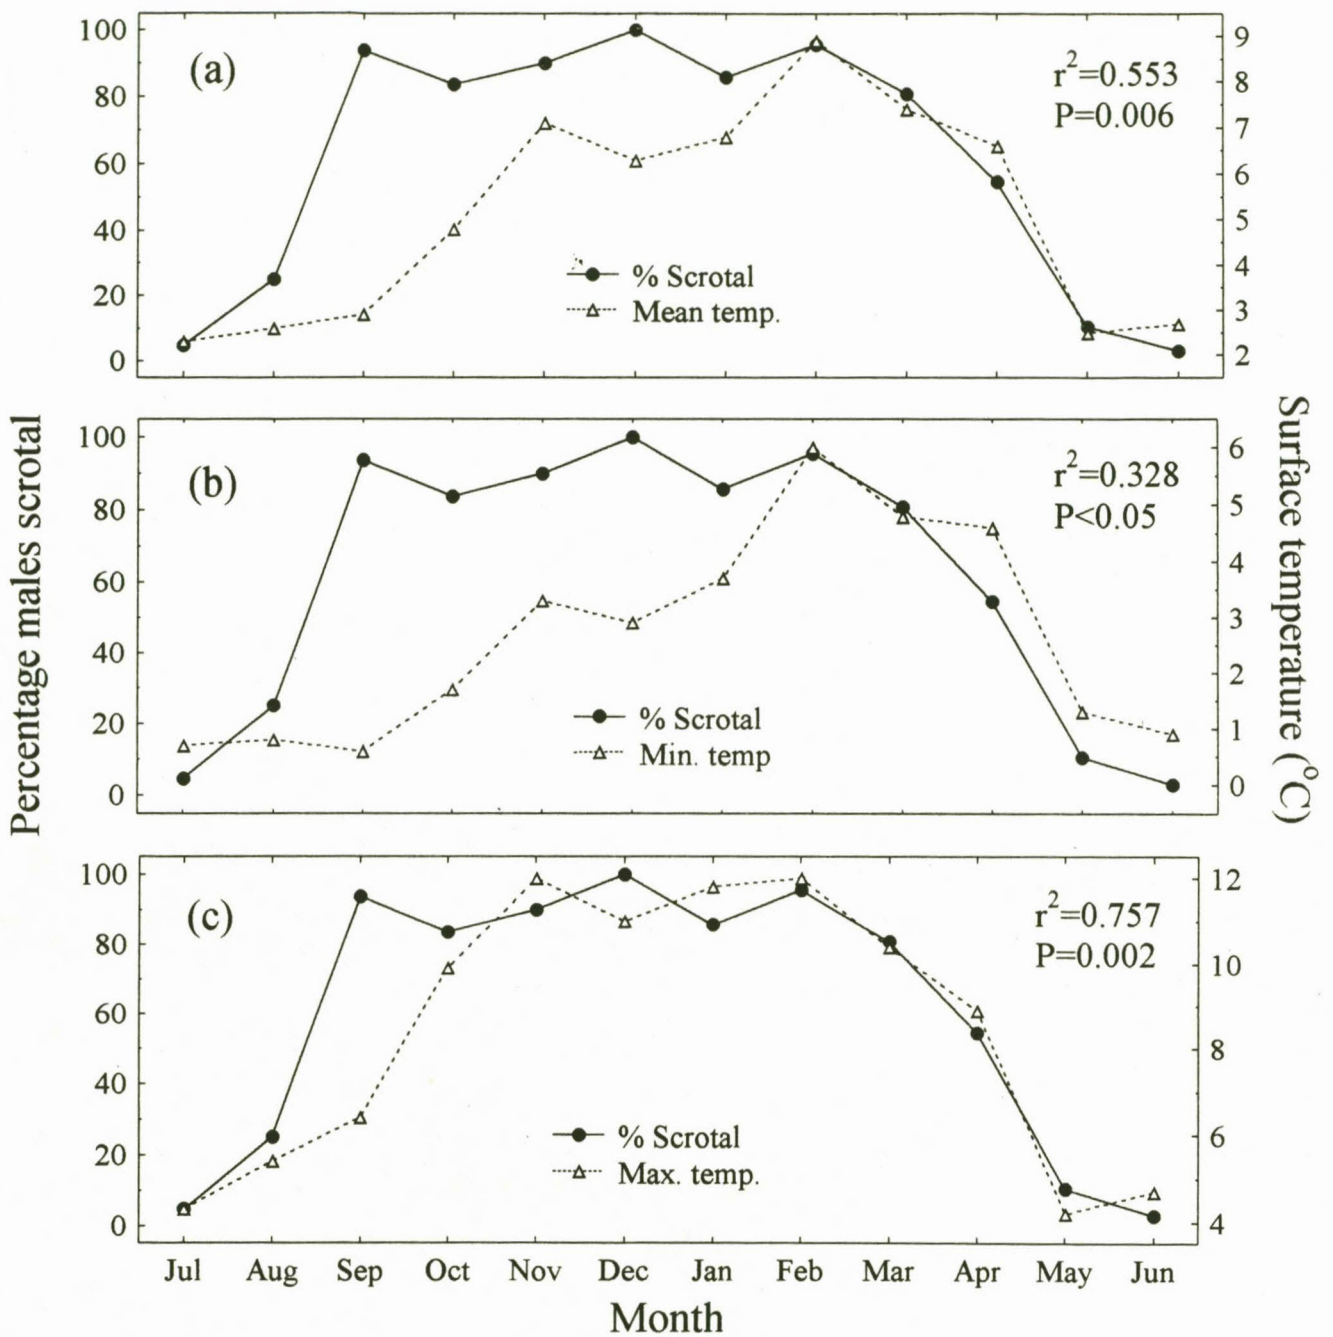 (a)
r²=0.553
P=0.006
100
80
60
40
20
0
% Scrotal
Mean temp.
9
8
7
6
5
4
3
2
Percentage males scrotal
Surface temperature (°C)
(b)
r²=0.328
P<0.05
100
80
60
40
20
0
% Scrotal
Min. temp
6
5
4
3
2
1
0
(c)
r²=0.757
P=0.002
100
80
60
40
20
0
% Scrotal
Max. temp.
12
10
8
6
4
Jul Aug Sep Oct Nov Dec Jan Feb Mar Apr May Jun
Month